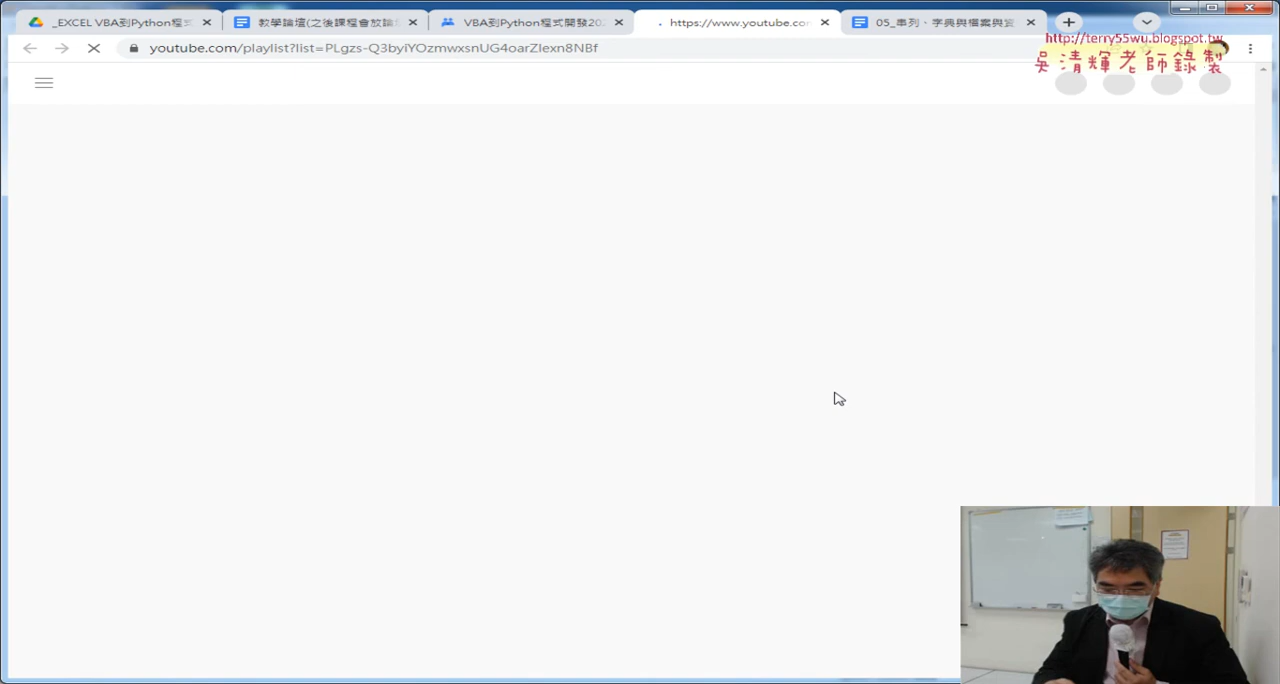 _EXCEL VBA到Python程式
教學論壇(之後課程會放論
VBA到Python程式開發202
https://www.youtube.cor
05_串列、字典與檔案與資
youtube.com/playlist?list=PLgzs-Q3byiYOzmwxsnUG4oarZIexn8NBf
http://terry55wu.blogspot.tw
吳清輝老師錄製